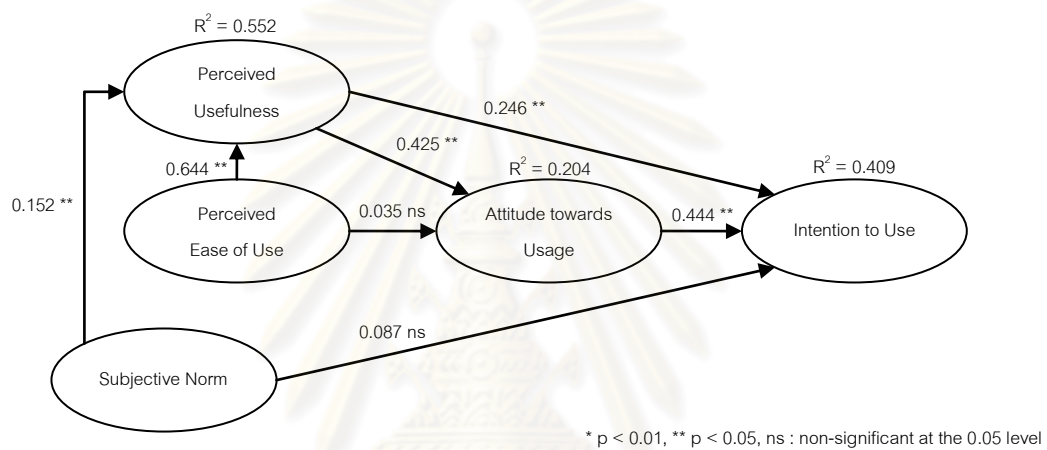 R² = 0.552
Perceived
Usefulness
0.246 **
0.425 **
0.644 **
R² = 0.204
R² = 0.409
0.152 **
Perceived
Ease of Use
0.035 ns
Attitude towards
Usage
0.444 **
Intention to Use
0.087 ns
Subjective Norm
* p < 0.01, ** p < 0.05, ns : non-significant at the 0.05 level